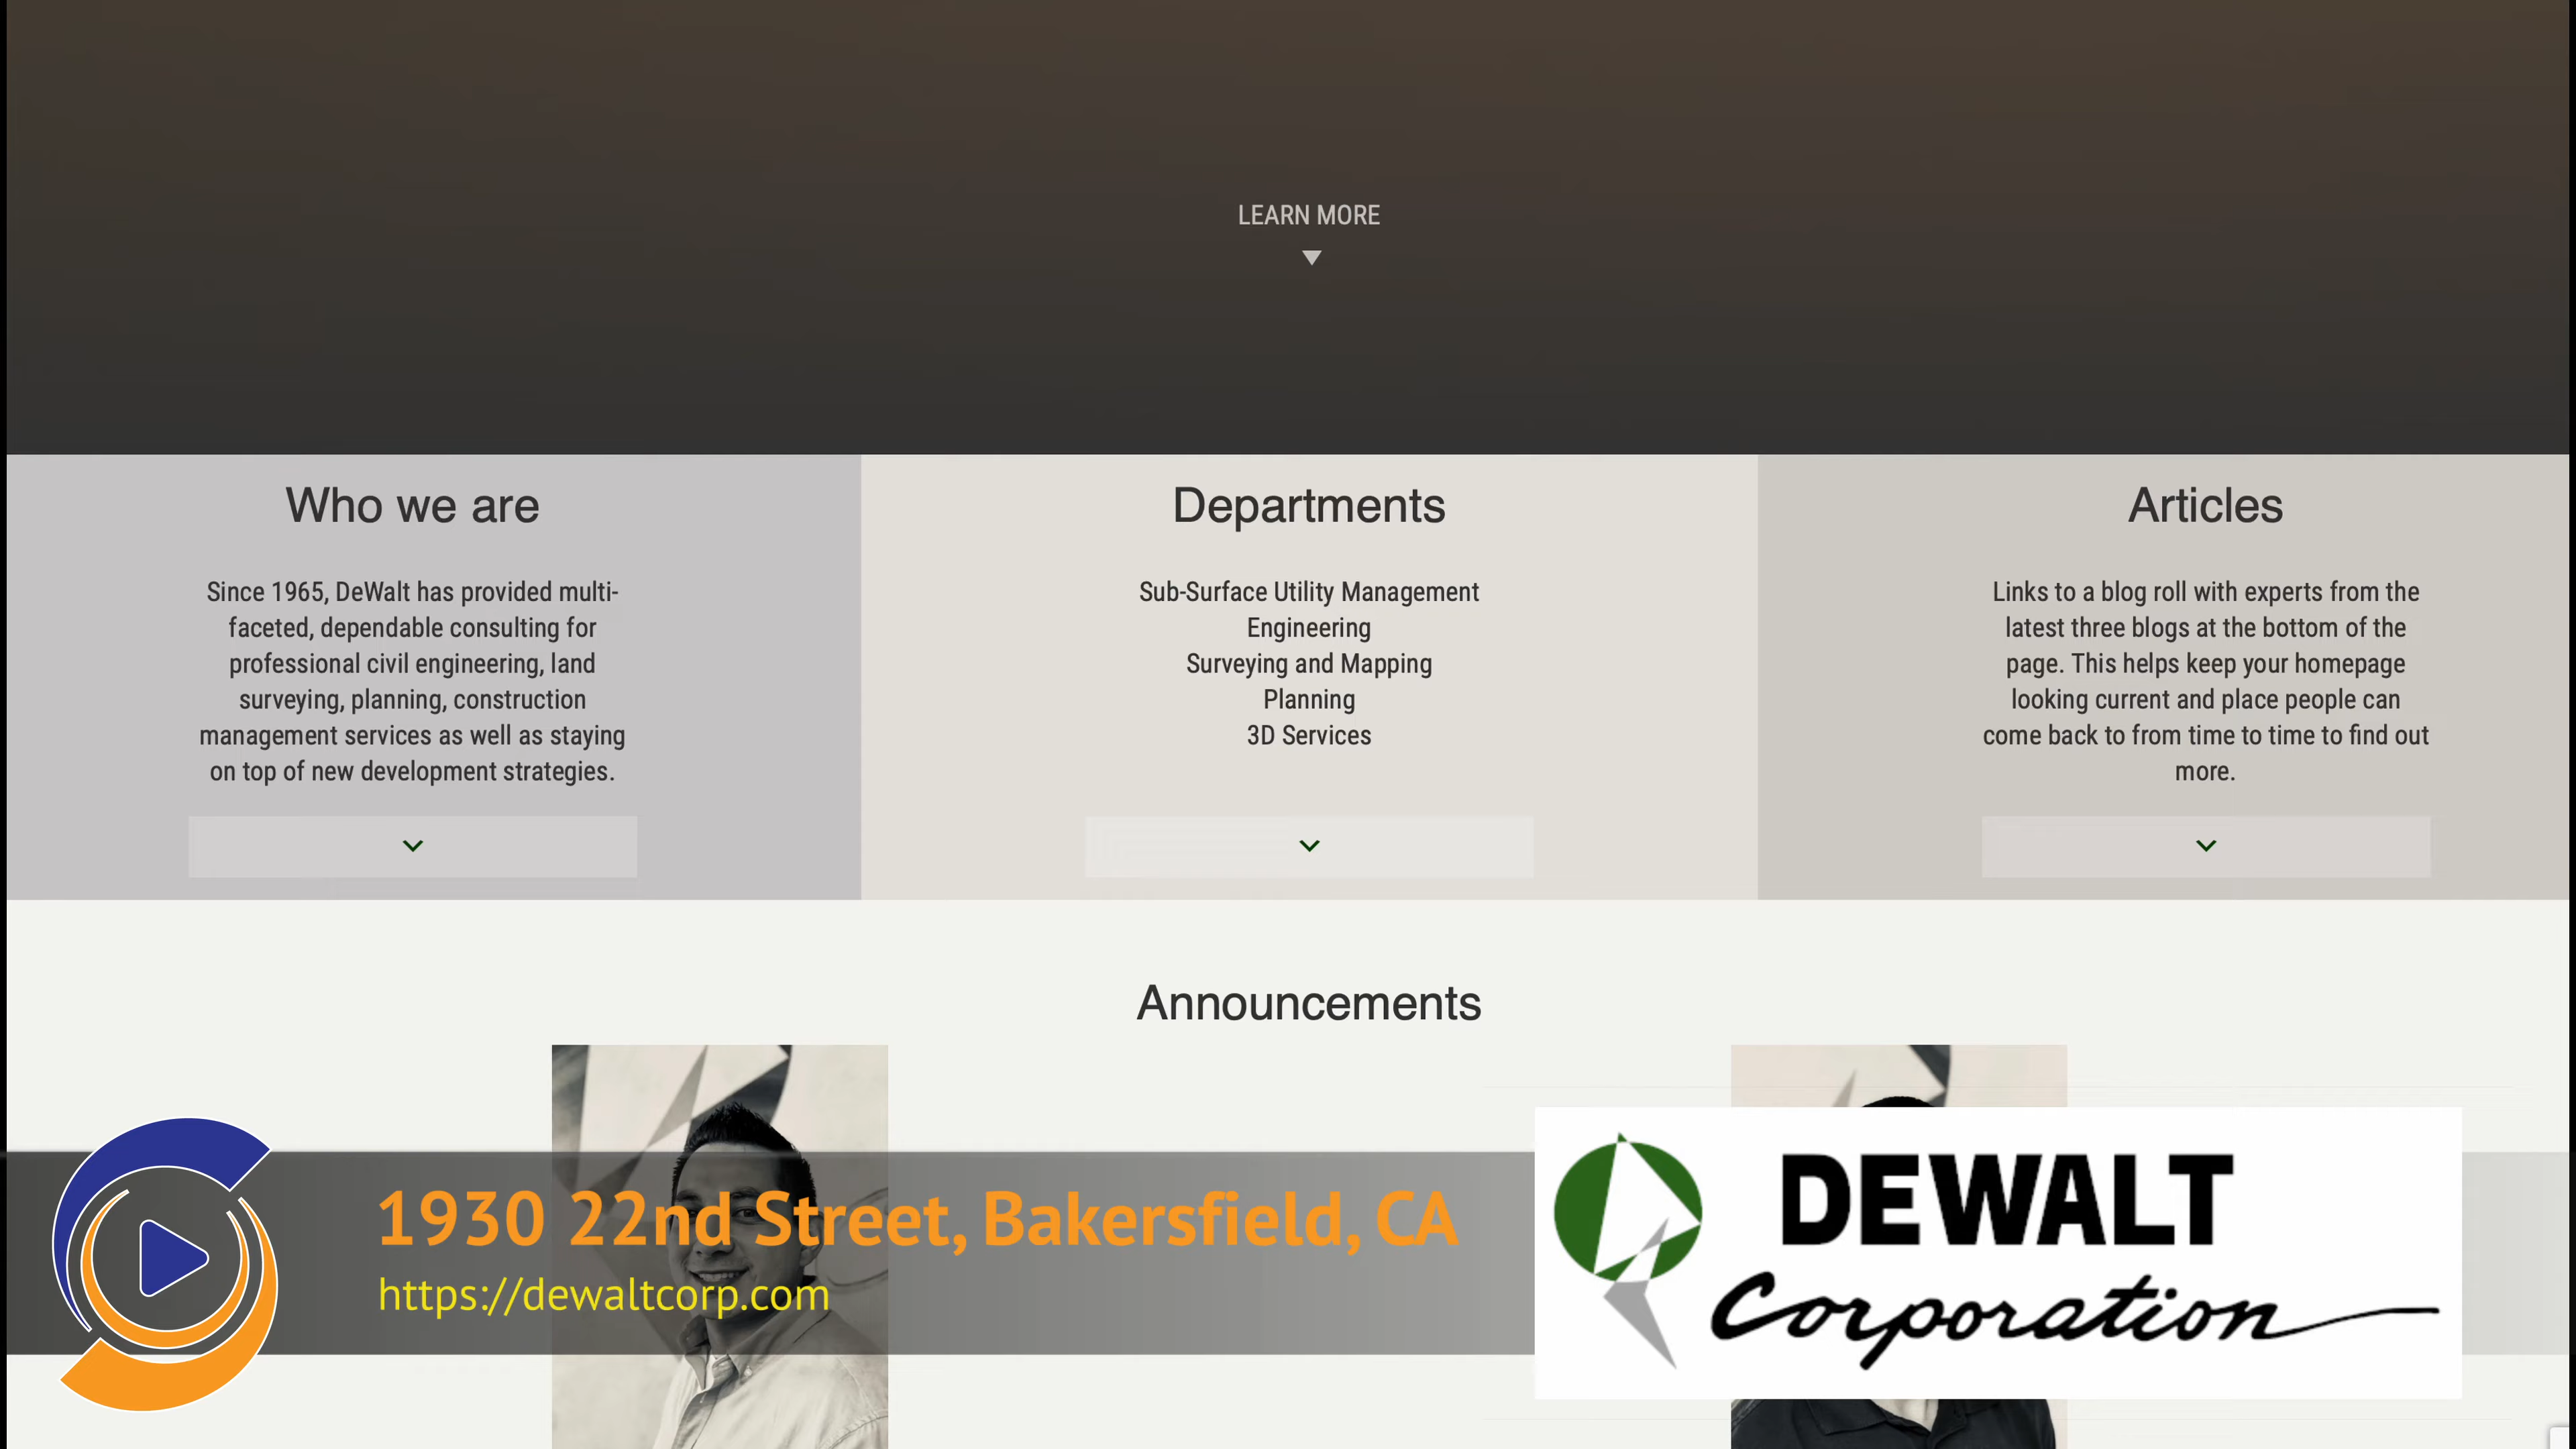 LEARN MORE
Who we are
Since 1965, DeWalt has provided multi-
faceted, dependable consulting for
professional civil engineering, land
surveying, planning, construction
management services as well as staying
on top of new development strategies.
Departments
Sub-Surface Utility Management
Engineering
Surveying and Mapping
Planning
3D Services
Articles
Links to a blog roll with experts from the
latest three blogs at the bottom of the
page. This helps keep your homepage
looking current and place people can
come back to from time to time to find out
more.
Announcements
1930 22nd Street, Bakersfield, CA
https://dewaltcorp.com
DEWALT
Corporation